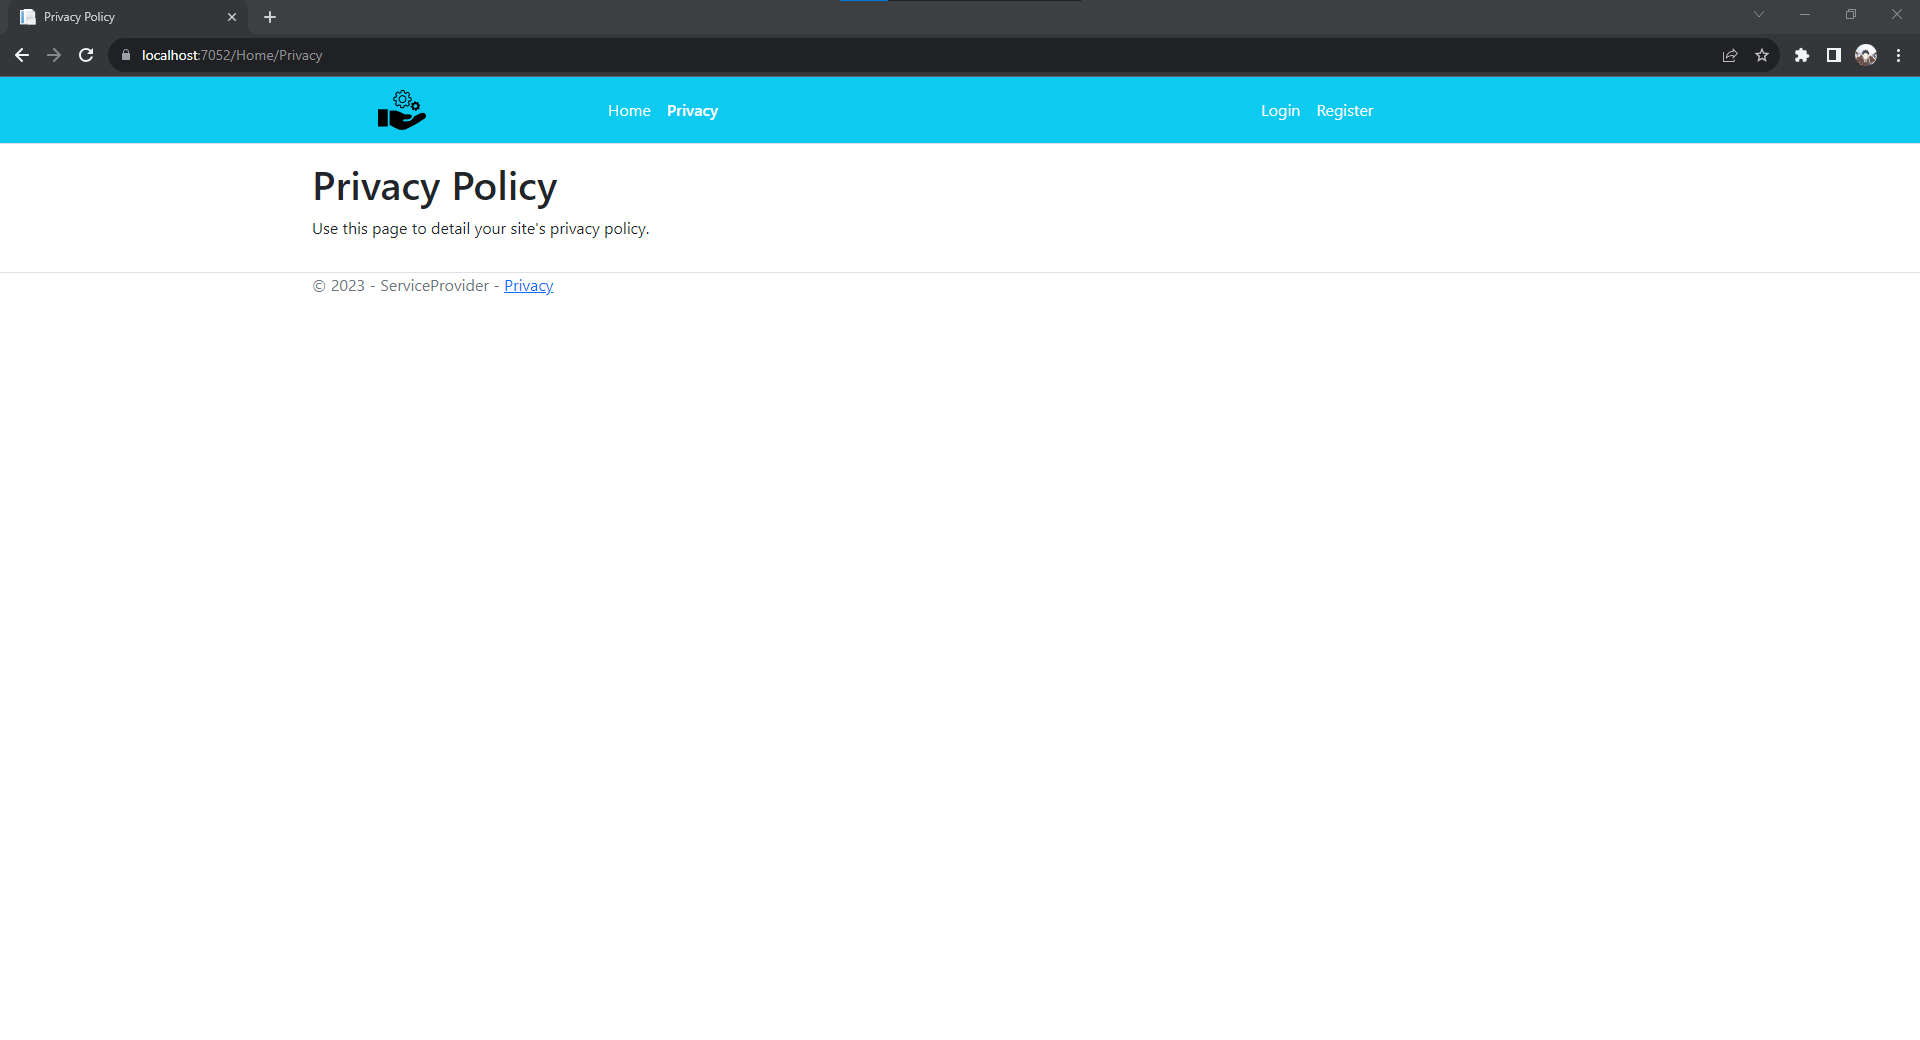 Privacy Policy
localhost:7052/Home/Privacy
Home Privacy Login Register
Privacy Policy
Use this page to detail your site's privacy policy.
© 2023 - ServiceProvider - Privacy